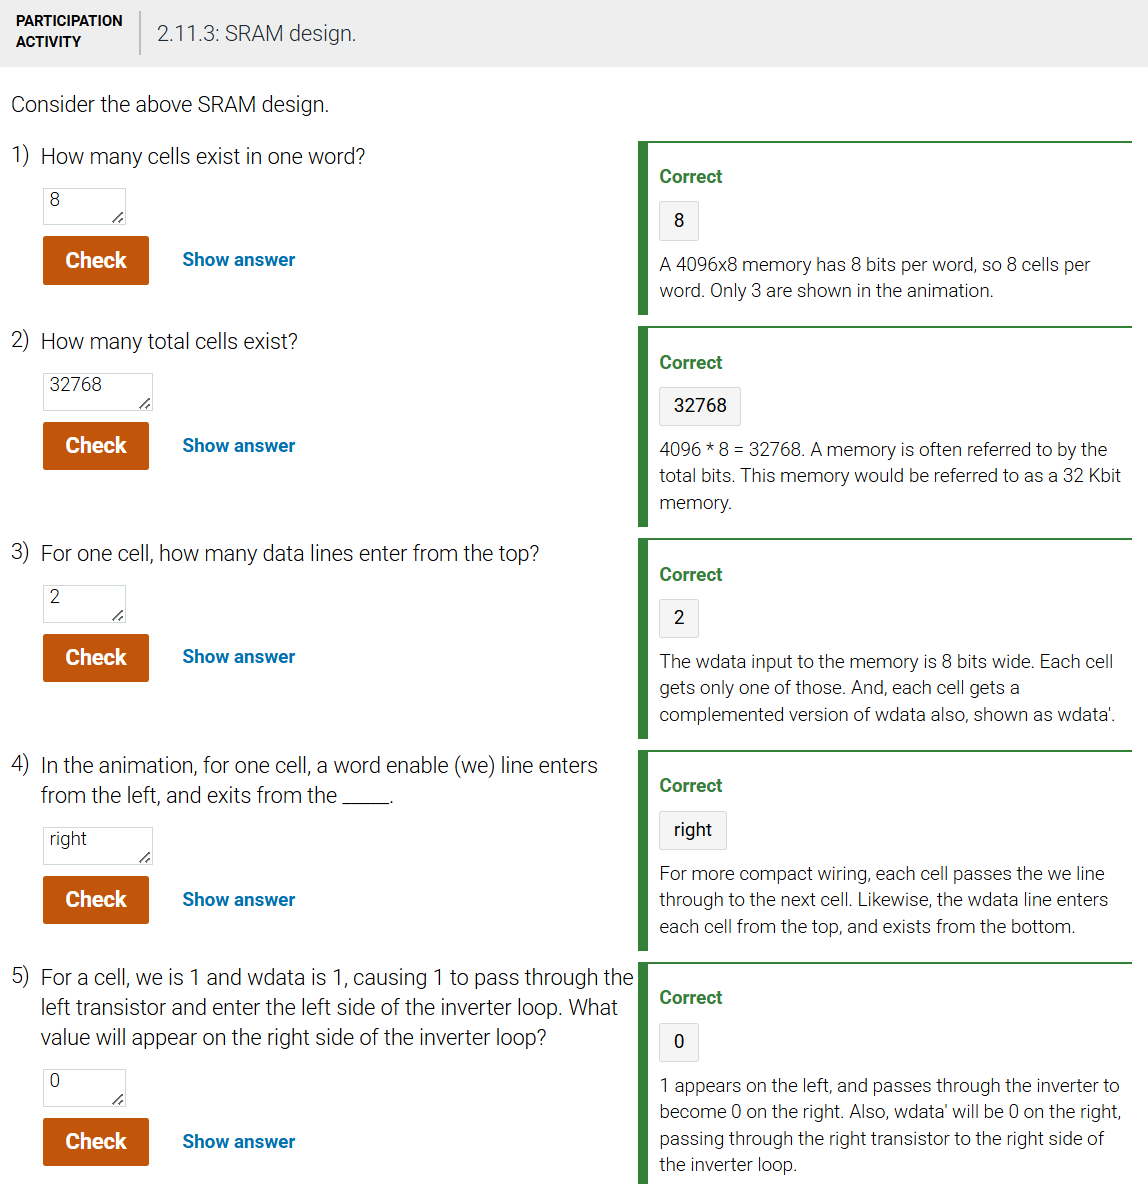 PARTICIPATION
ACTIVITY
2.11.3: SRAM design.
Consider the above SRAM design.
1) How many cells exist in one word?
8
Check
Show answer
Correct
8
A 4096x8 memory has 8 bits per word, so 8 cells per
word. Only 3 are shown in the animation.
2) How many total cells exist?
32768
Check
Show answer
Correct
32768
4096 * 8 = 32768. A memory is often referred to by the
total bits. This memory would be referred to as a 32 Kbit
memory.
3) For one cell, how many data lines enter from the top?
2
Check
Show answer
Correct
2
The wdata input to the memory is 8 bits wide. Each cell
gets only one of those. And, each cell gets a
complemented version of wdata also, shown as wdata'.
4) In the animation, for one cell, a word enable (we) line enters
from the left, and exits from the _____.
right
Check
Show answer
Correct
right
For more compact wiring, each cell passes the we line
through to the next cell. Likewise, the wdata line enters
each cell from the top, and exists from the bottom.
5) For a cell, we is 1 and wdata is 1, causing 1 to pass through the
left transistor and enter the left side of the inverter loop. What
value will appear on the right side of the inverter loop?
0
Check
Show answer
Correct
0
1 appears on the left, and passes through the inverter to
become 0 on the right. Also, wdata' will be 0 on the right,
passing through the right transistor to the right side of
the inverter loop.